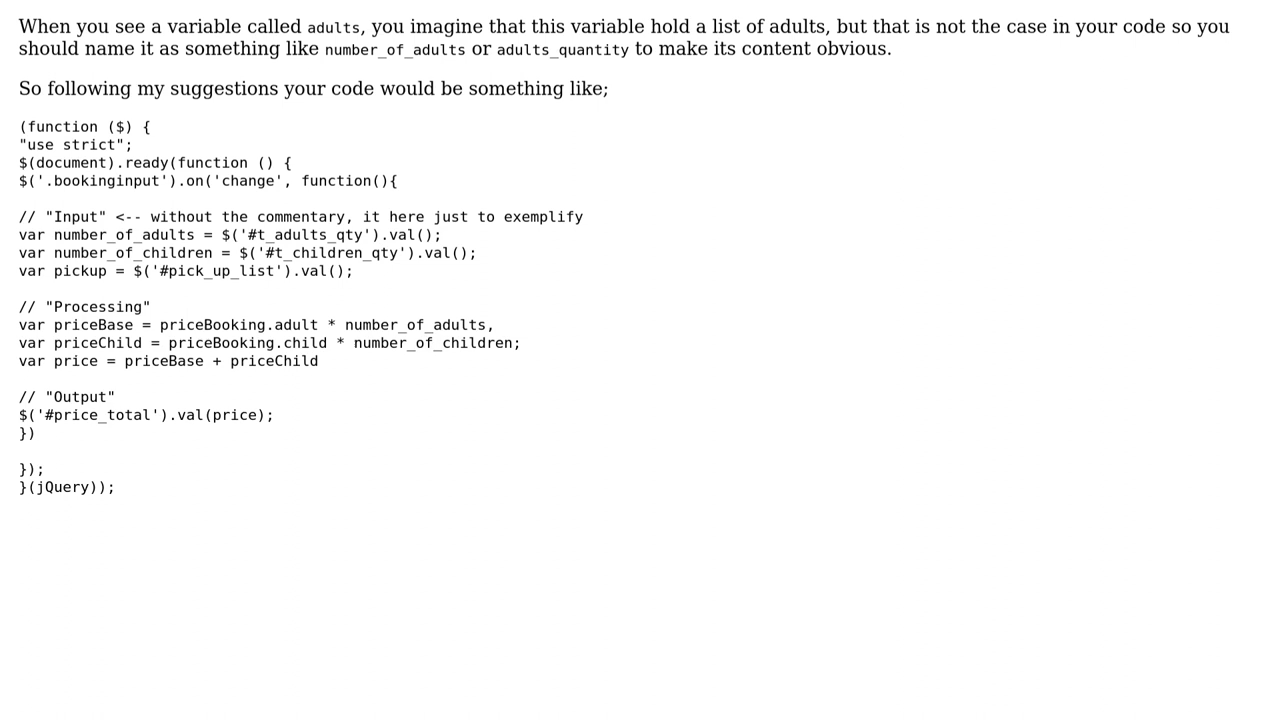 When you see a variable called adults, you imagine that this variable hold a list of adults, but that is not the case in your code so you
should name it as something like number_of_adults or adults_quantity to make its content obvious.
So following my suggestions your code would be something like;
(function ($) {
"use strict";
$(document).ready(function () {
$('.bookinginput').on('change', function(){
// "Input" <-- without the commentary, it here just to exemplify
var number_of_adults = $('#t_adults_qty').val();
var number_of_children = $('#t_children_qty').val();
var pickup = $('#pick_up_list').val();
// "Processing"
var priceBase = priceBooking.adult * number_of_adults,
var priceChild = priceBooking.child * number_of_children;
var price = priceBase + priceChild
// "Output"
$('#price_total').val(price);
})
});
}(jQuery));